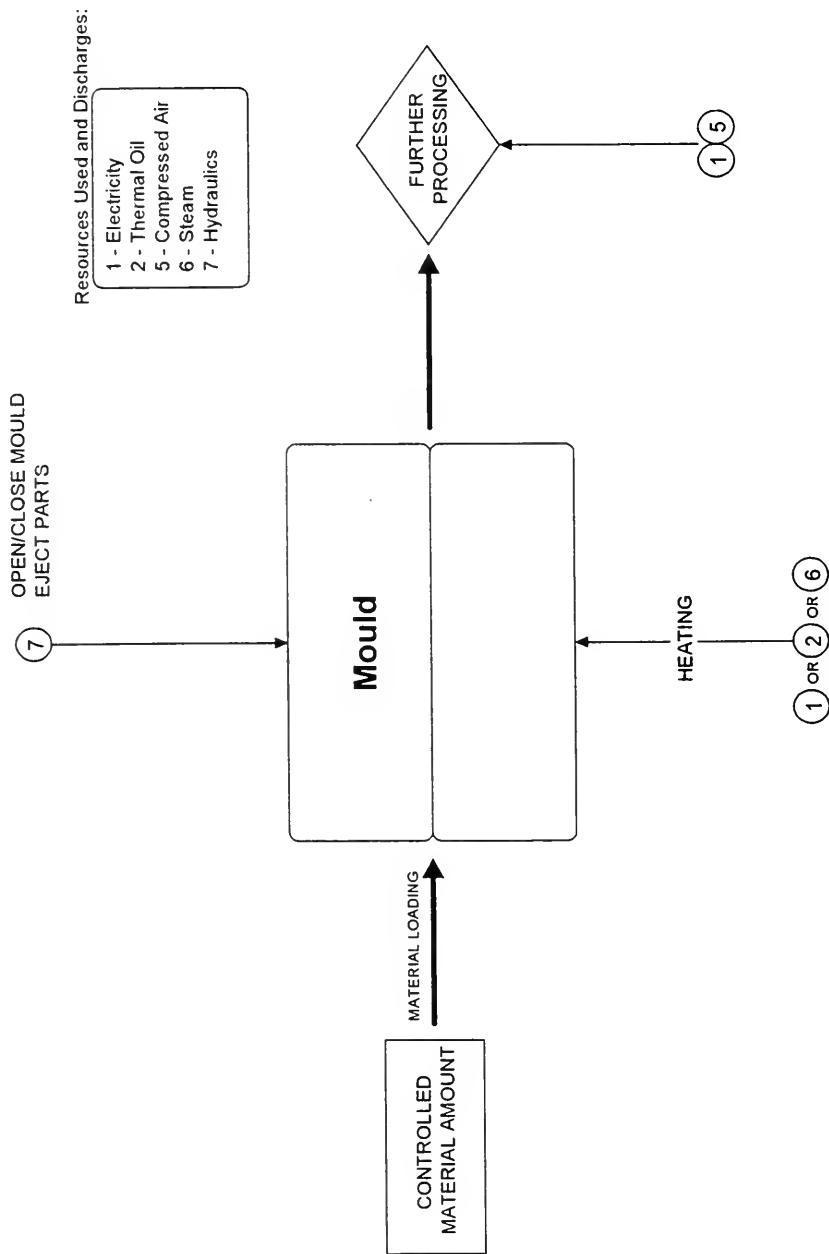 Resources Used and Discharges:
1 - Electricity
2 - Thermal Oil
5 - Compressed Air
6 - Steam
7 - Hydraulics
OPEN/CLOSE MOULD
EJECT PARTS
7
CONTROLLED
MATERIAL AMOUNT
MATERIAL LOADING
Mould
FURTHER
PROCESSING
HEATING
1 OR 2 OR 6
1 5